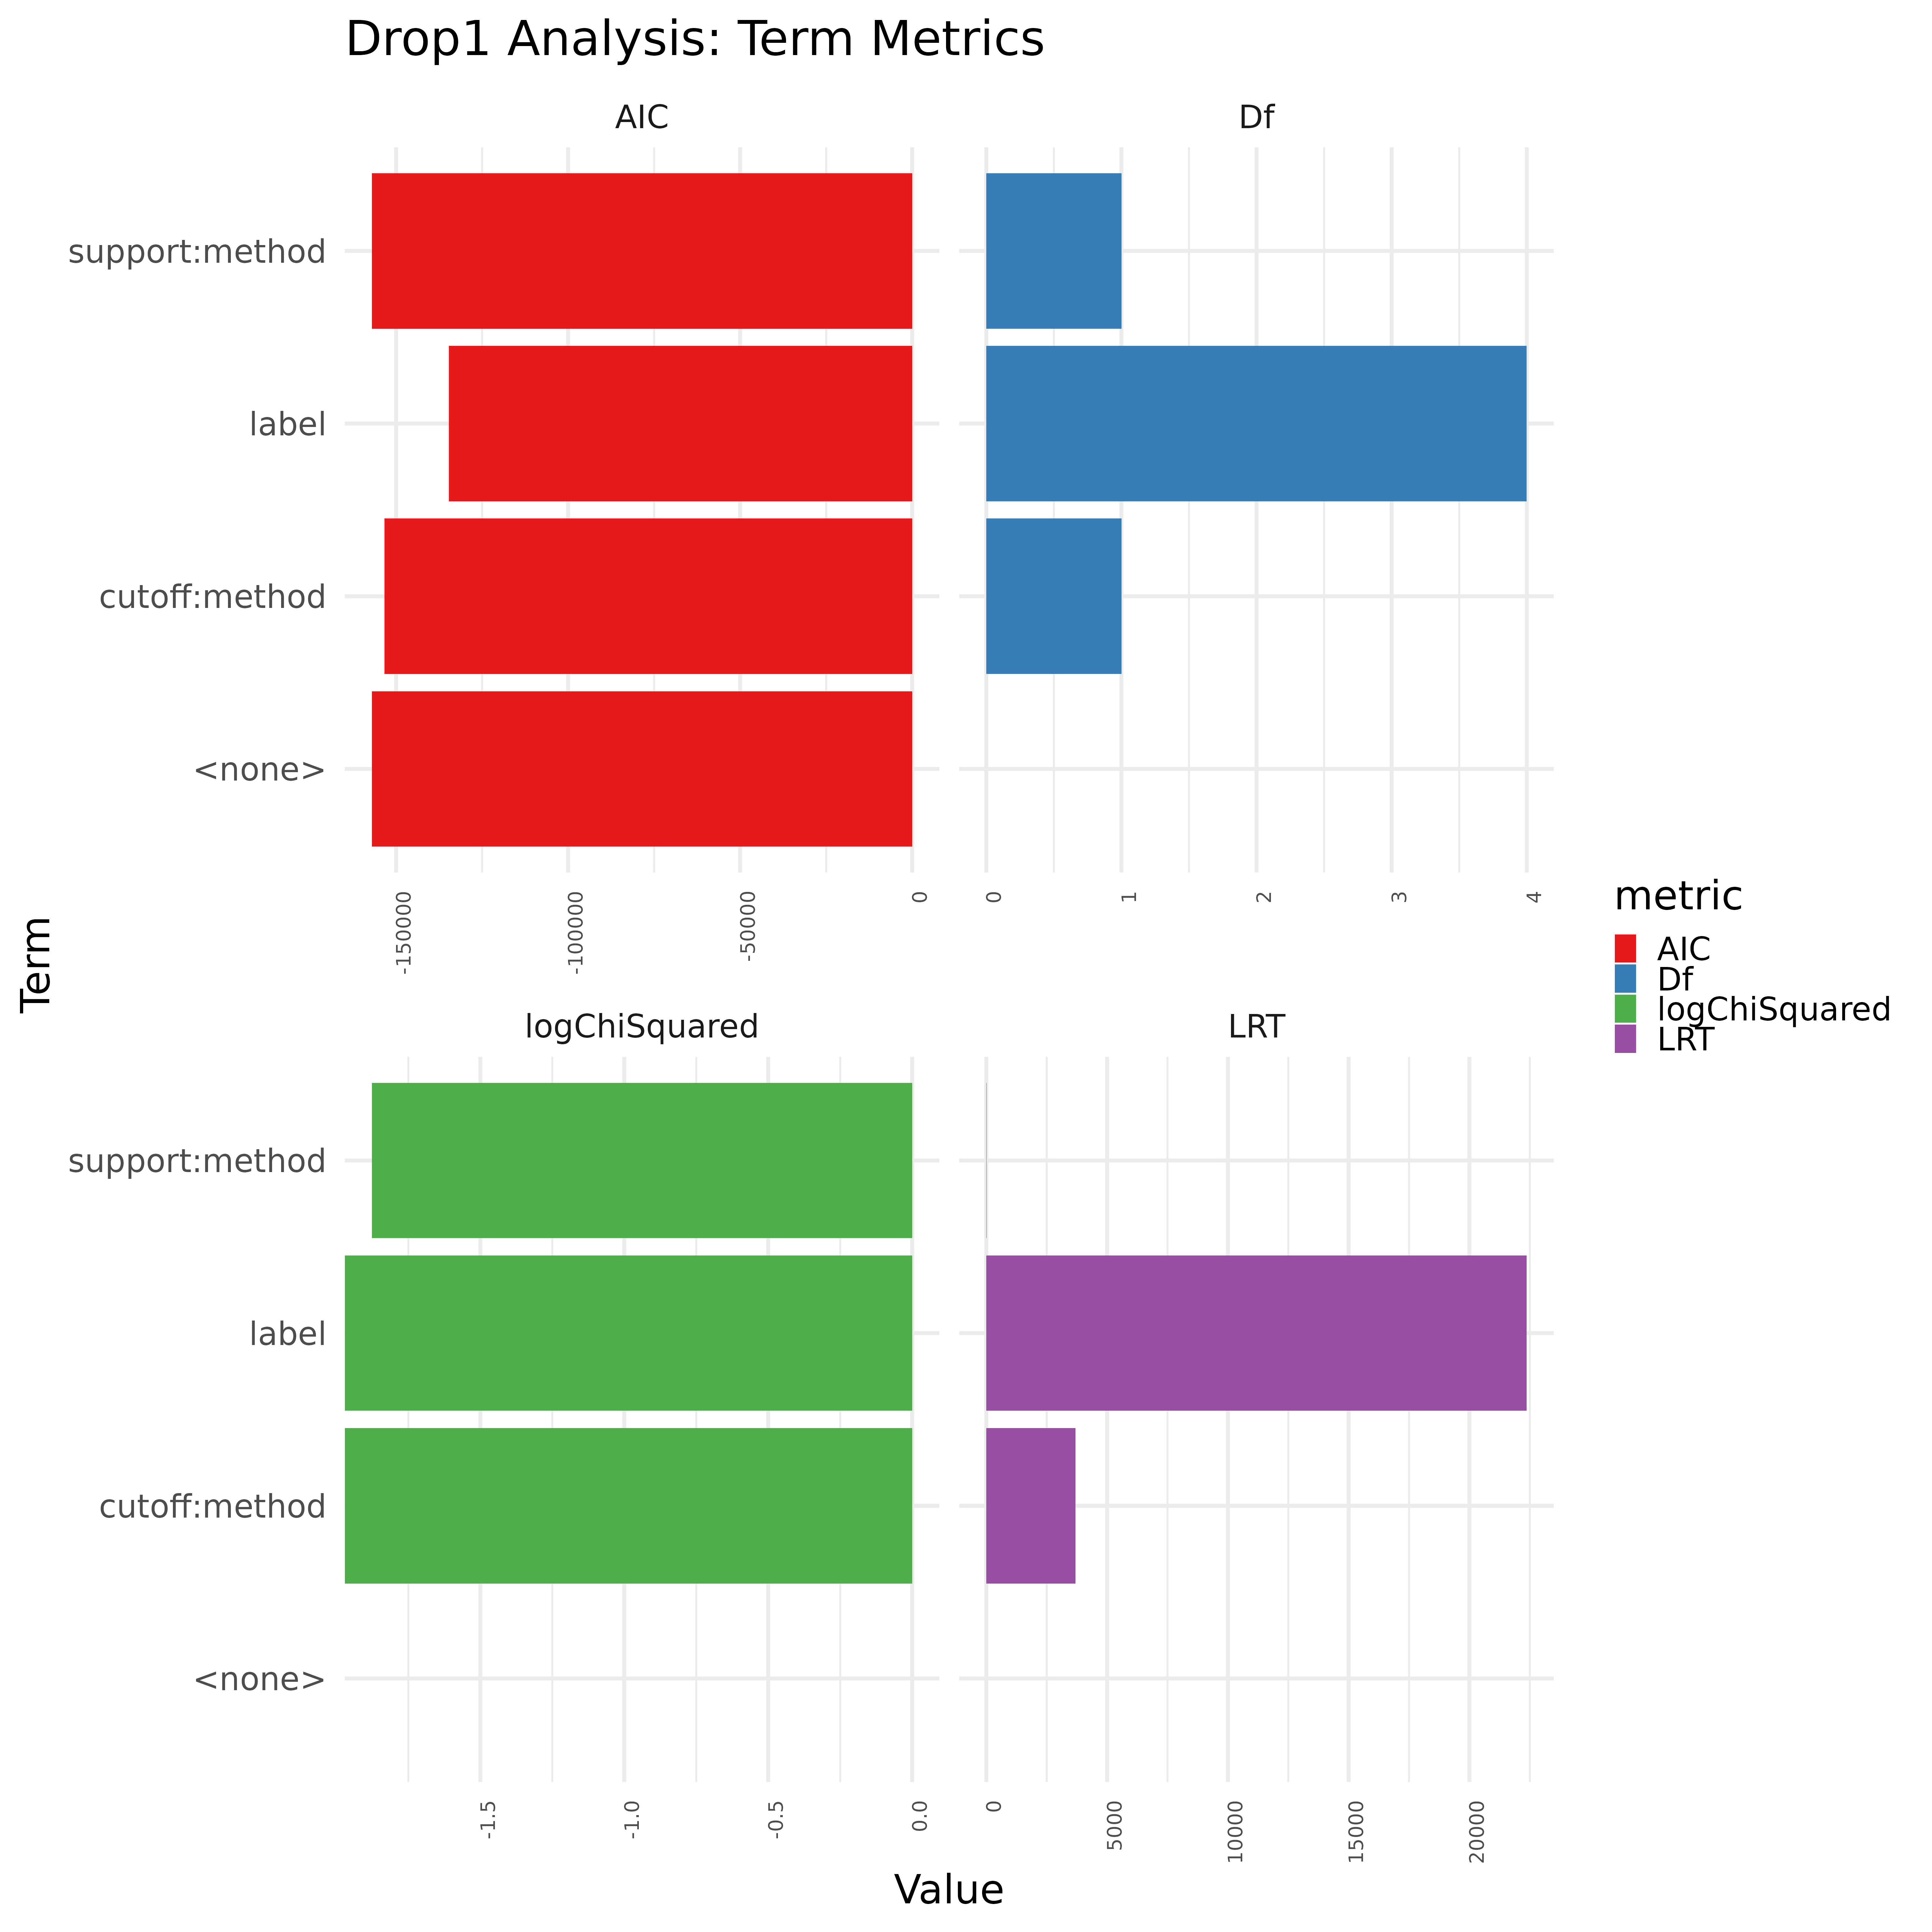 Drop1 Analysis: Term Metrics
AIC
Df
support:method
label
cutoff:method
<none>
-150000
-100000
-50000
0
0
1
2
3
4
logChiSquared
LRT
support:method
label
cutoff:method
<none>
-1.5
-1.0
-0.5
0.0
0
5000
10000
15000
20000
Term
Value
metric
AIC
Df
logChiSquared
LRT